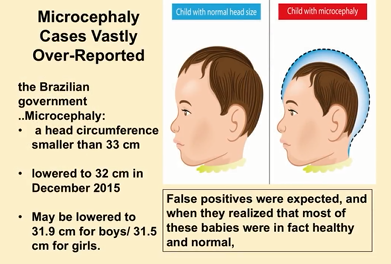 Microcephaly
Cases Vastly
Over-Reported
the Brazilian
government
..Microcephaly:
• a head circumference
smaller than 33 cm
• lowered to 32 cm in
December 2015
• May be lowered to
31.9 cm for boys/ 31.5
cm for girls.
Child with normal head size
Child with microcephaly
False positives were expected, and
when they realized that most of
these babies were in fact healthy
and normal,